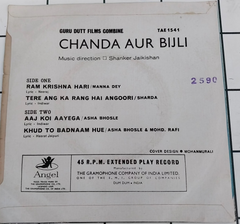 GURU DUTT FILMS COMBINE
TAE 1541
CHANDA AUR BIJLI
Music direction Shanker Jaikishan
2590
SIDE ONE
RAM KRISHNA HARI/MANNA DEY
TERE ANG KA RANG HAI ANGOORI/SHARDA
SIDE TWO
AAJ KOI AAYEGA/ASHA BHOSLE
KHUD TO BADNAAM HUE/ASHA BHOSLE & MOHD. RAFI
COVER DESIGN
Angel
45 R.P.M. EXTENDED PLAY RECORD
THE GRAMOPHONE COMPANY OF INDIA LIMITED